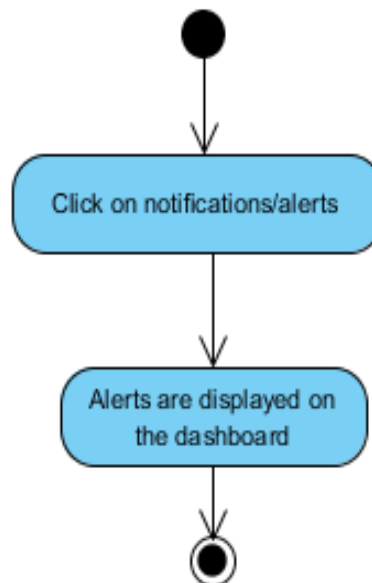 Click on notifications/alerts
Alerts are displayed on
the dashboard